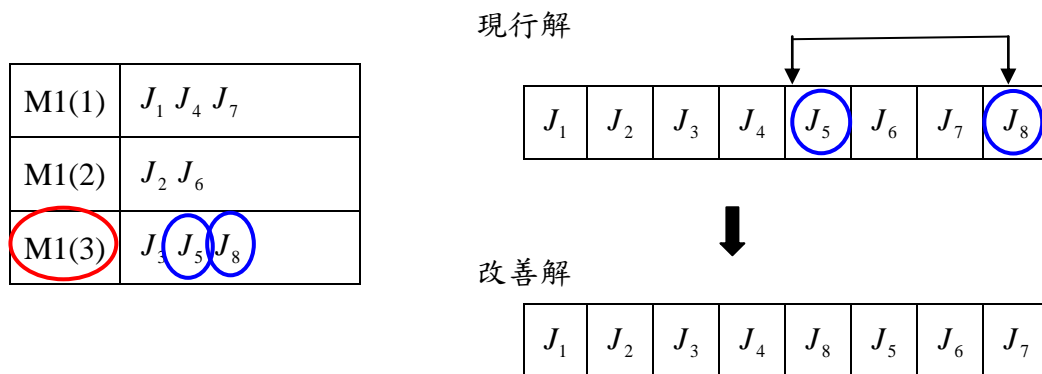 現行解
M1(1) J1 J4 J7
M1(2) J2 J6
M1(3) J3 J5 J8
J1 J2 J3 J4 J5 J6 J7 J8
改善解
J1 J2 J3 J4 J8 J5 J6 J7